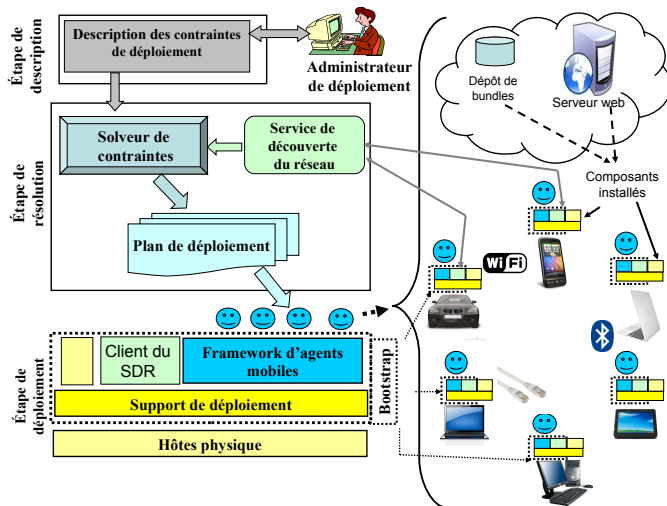 Étape de
description
Description des contraintes
de déploiement
Administrateur
de déploiement
Dépôt de
bundles
Serveur web
Étape de
résolution
Solveur de
contraintes
Service de
découverte
du réseau
Composants
installés
Plan de déploiement
Wi Fi
Étape de
déploiement
Client du
SDR
Framework d'agents
mobiles
Bootstrap
Support de déploiement
Hôtes physique